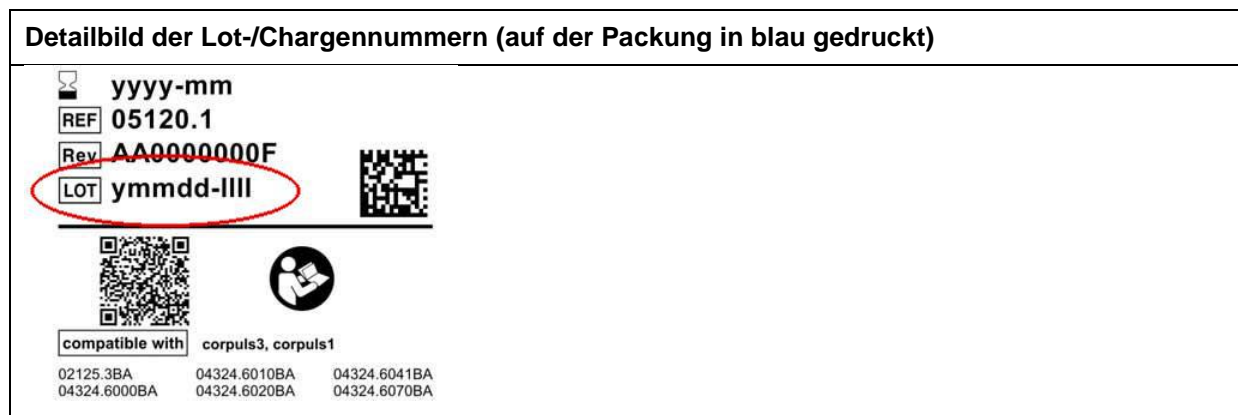 Detailbild der Lot-/Chargennummern (auf der Packung in blau gedruckt)
yyyy-mm
REF 05120.1
Rev AA0000000F
LOT ymmdd-llll
compatible with corpuls3, corpuls1
02125.3BA 04324.6010BA 04324.6041BA
04324.6000BA 04324.6020BA 04324.6070BA